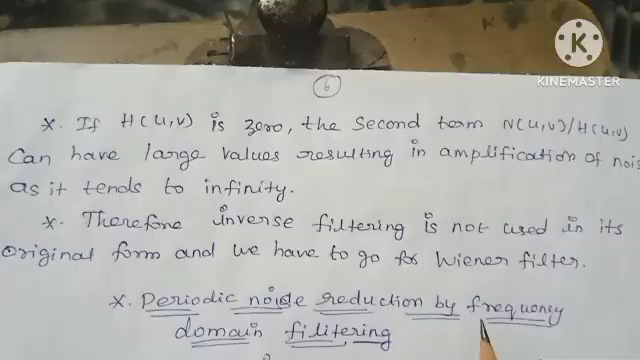 K
KINEMASTER
6
*. If H(u,v) is zero, the second term N(u,v)/H(u,v)
Can have large values resulting in amplification of nois
as it tends to infinity.
*. Therefore inverse filtering is not used in its
Original form and we have to go for Wiener filter.
*. Periodic noise reduction by frequency
domain filitering